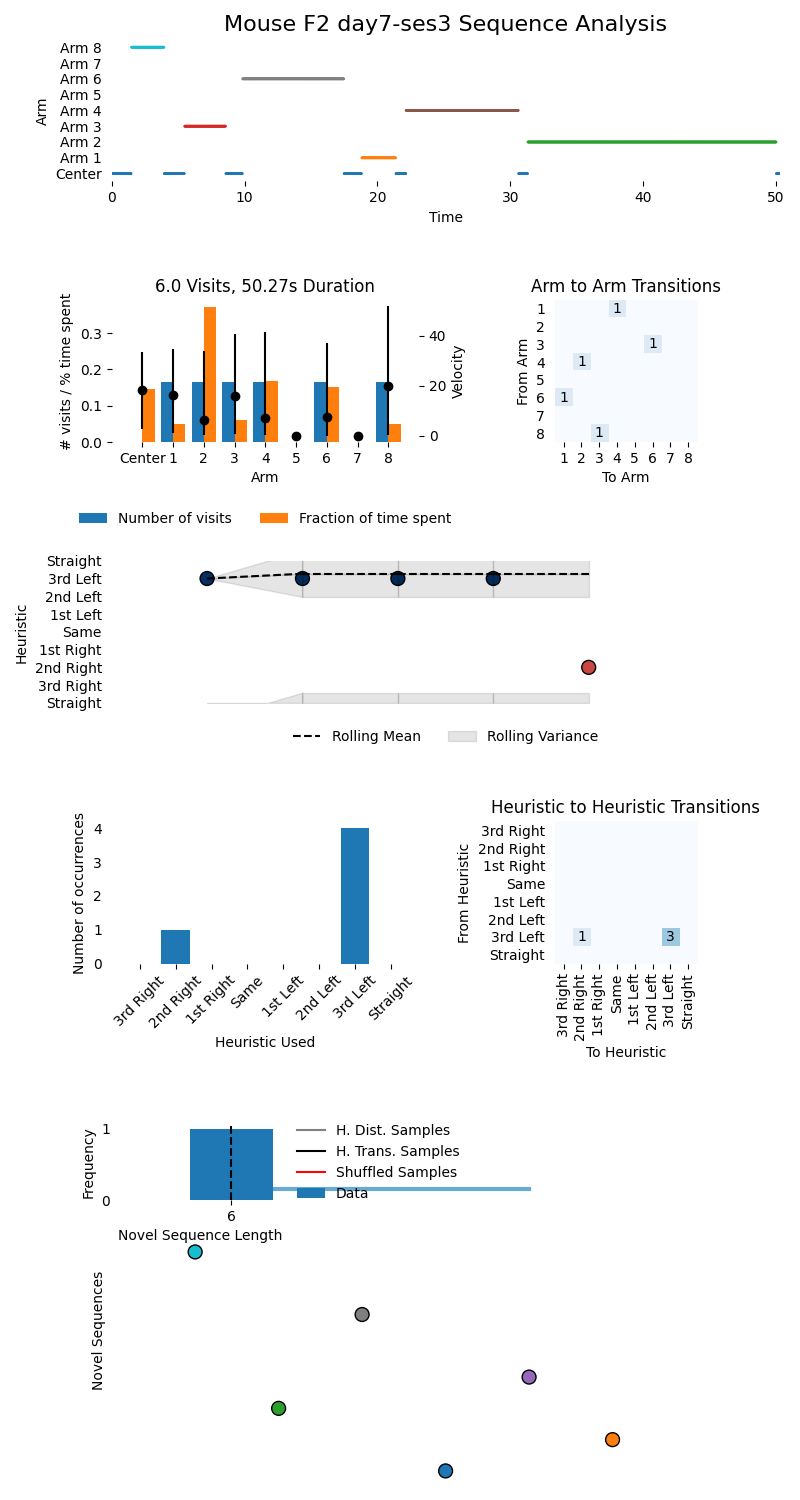 Mouse F2 day7-ses3 Sequence Analysis
Arm 8
Arm 7
Arm 6
Arm 5
Arm 4
Arm 3
Arm 2
Arm 1
Center
Arm
0 10 20 30 40 50
Time
6.0 Visits, 50.27s Duration
0.3
0.2
0.1
0.0
# visits / % time spent
40
20
0
Velocity
Center 1 2 3 4 5 6 7 8
Arm
Number of visits
Fraction of time spent
Arm to Arm Transitions
1
2
3
4
5
6
7
8
From Arm
1
1
1
1
1
1 2 3 4 5 6 7 8
To Arm
Straight
3rd Left
2nd Left
1st Left
Same
1st Right
2nd Right
3rd Right
Straight
Heuristic
Rolling Mean
Rolling Variance
4
3
2
1
0
Number of occurrences
3rd Right
2nd Right
1st Right
Same
1st Left
2nd Left
3rd Left
Straight
Heuristic Used
Heuristic to Heuristic Transitions
3rd Right
2nd Right
1st Right
Same
1st Left
2nd Left
3rd Left
Straight
From Heuristic
1 3
3rd Right
2nd Right
1st Right
Same
1st Left
2nd Left
3rd Left
Straight
To Heuristic
1
0
Frequency
6
Novel Sequence Length
H. Dist. Samples
H. Trans. Samples
Shuffled Samples
Data
Novel Sequences